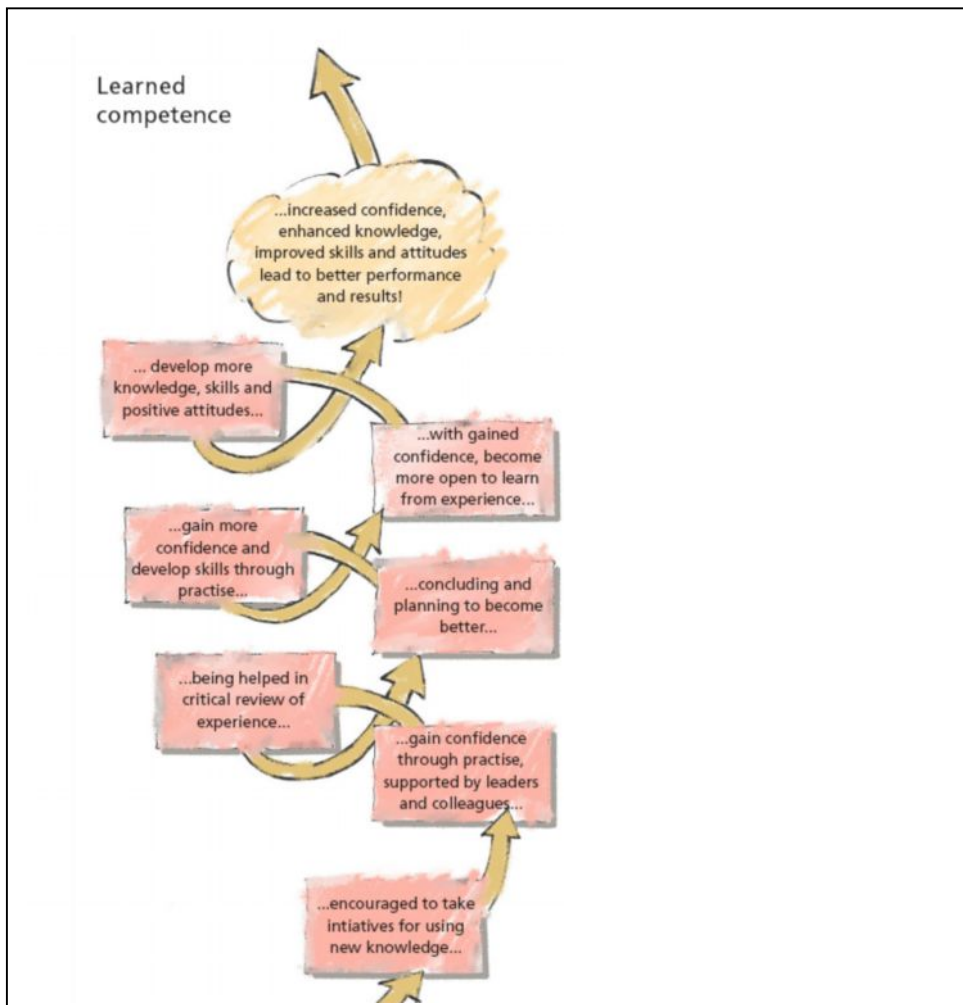 Learned
competence
...increased confidence,
enhanced knowledge,
improved skills and attitudes
lead to better performance
and results!
... develop more
knowledge, skills and
positive attitudes...
...with gained
confidence, become
more open to learn
from experience...
...gain more
confidence and
develop skills through
practise...
...concluding and
planning to become
better...
...being helped in
critical review of
experience...
...gain confidence
through practise,
supported by leaders
and colleagues...
...encouraged to take
intiatives for using
new knowledge...